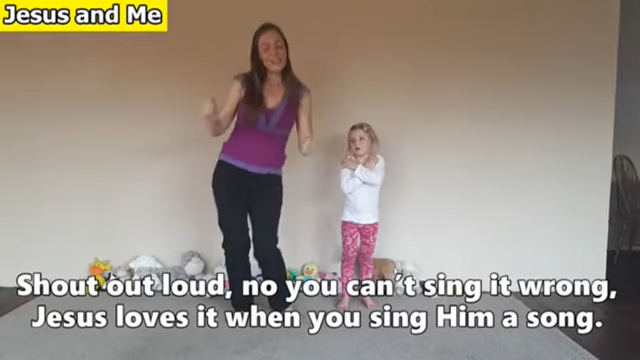 Jesus and Me
Shout out loud, no you can't sing it wrong,
Jesus loves it when you sing Him a song.